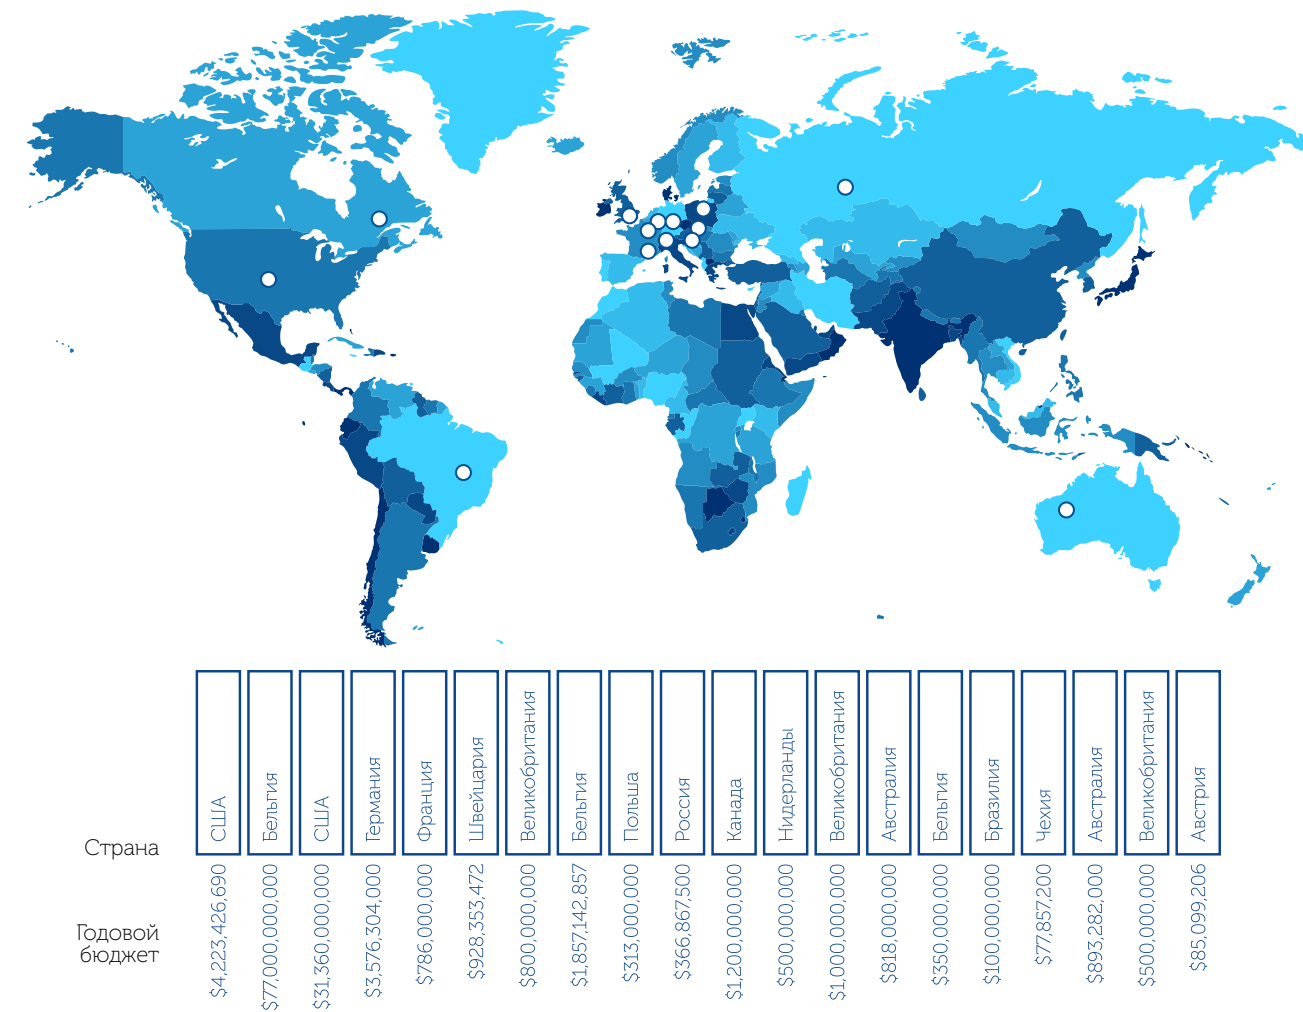 Страна
США
Бельгия
США
Германия
Франция
Швейцария
Великобритания
Бельгия
Польша
Россия
Канада
Нидерланды
Великобритания
Австралия
Бельгия
Бразилия
Чехия
Австралия
Великобритания
Австрия
Годовой
бюджет
$4,223,426,690
$77,000,000,000
$31,360,000,000
$3,576,304,000
$786,000,000
$928,353,472
$800,000,000
$1,857,142,857
$313,000,000
$366,867,500
$1,200,000,000
$500,000,000
$1,000,000,000
$818,000,000
$350,000,000
$100,000,000
$77,857,200
$893,282,000
$500,000,000
$85,099,206